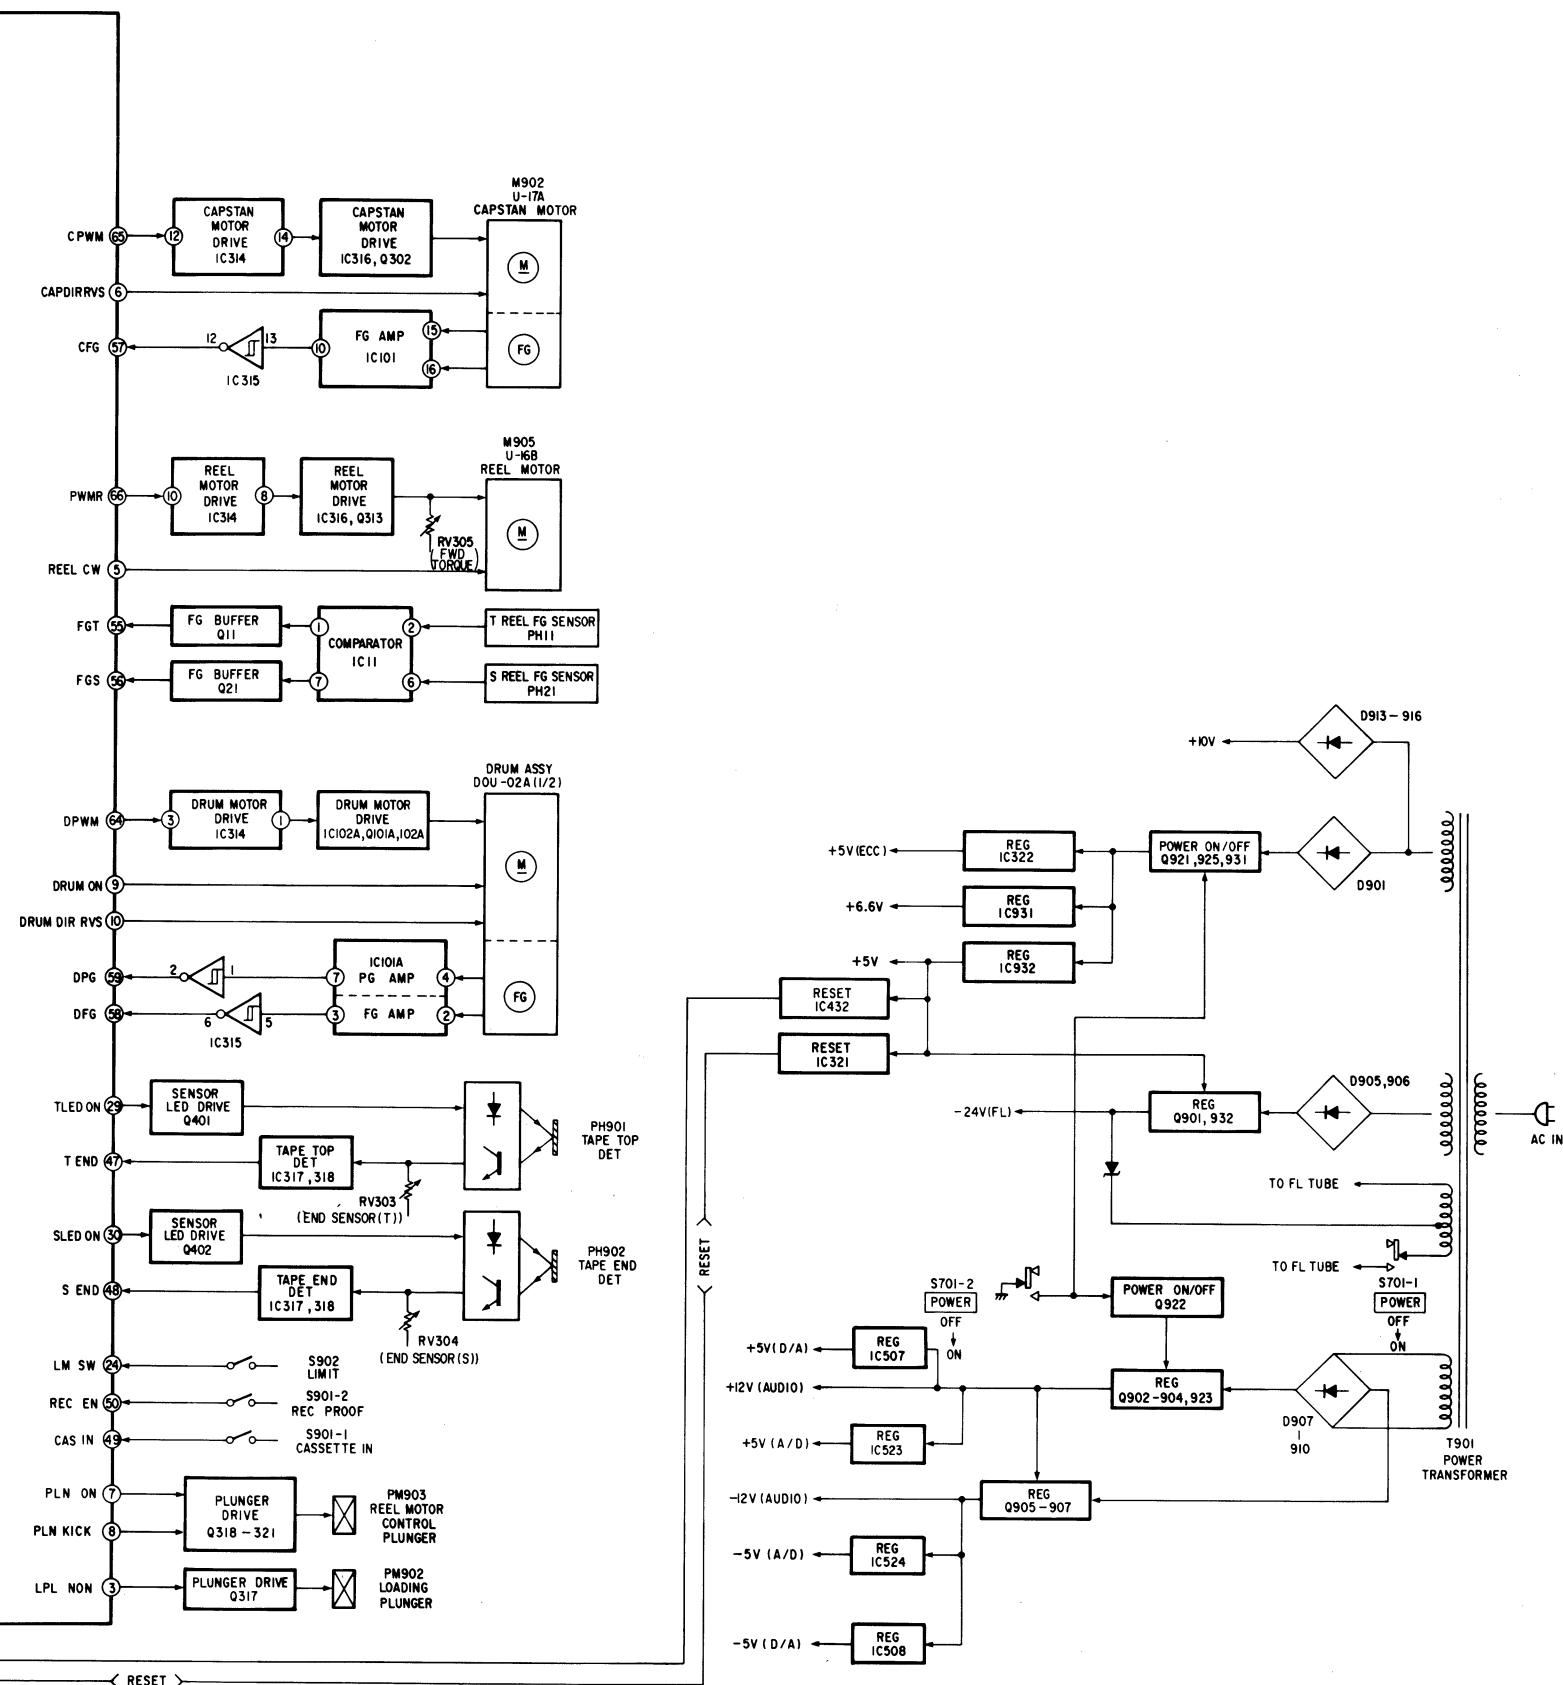 M902
U-17A
CAPSTAN MOTOR
CPWM 65
12
CAPSTAN
MOTOR
DRIVE
IC314
14
CAPSTAN
MOTOR
DRIVE
IC316, Q302
M
CAPDIRRVS 6
CFG 57
12
13
IC315
10
FG AMP
IC101
15
16
FG
M905
U-16B
REEL MOTOR
PWMR 66
10
REEL
MOTOR
DRIVE
IC314
8
REEL
MOTOR
DRIVE
IC316, Q313
M
RV305
(FWD
TORQUE)
REEL CW 5
FGT 55
FG BUFFER
Q11
1
2
COMPARATOR
IC11
T REEL FG SENSOR
PH11
FGS 56
FG BUFFER
Q21
7
6
S REEL FG SENSOR
PH21
DRUM ASSY
DOU-02A(1/2)
DPWM 64
3
DRUM MOTOR
DRIVE
IC314
1
DRUM MOTOR
DRIVE
IC102A,Q101A,102A
M
DRUM ON 9
DRUM DIR RVS 10
DPG 59
2
1
7
IC101A
PG AMP
4
DFG 58
6
5
IC315
3
FG AMP
2
FG
TLED ON 29
SENSOR
LED DRIVE
Q401
T END 47
TAPE TOP
DET
IC317, 318
RV303
(END SENSOR(T))
PH901
TAPE TOP
DET
SLED ON 30
SENSOR
LED DRIVE
Q402
S END 48
TAPE END
DET
IC317, 318
RV304
(END SENSOR(S))
PH902
TAPE END
DET
LM SW 24
S902
LIMIT
REC EN 50
S901-2
REC PROOF
CAS IN 49
S901-1
CASSETTE IN
PLN ON 7
PLN KICK 8
PLUNGER
DRIVE
Q318-321
PM903
REEL MOTOR
CONTROL
PLUNGER
LPL NON 3
PLUNGER DRIVE
Q317
PM902
LOADING
PLUNGER
RESET
RESET
+10V
D913-916
+5V(ECC)
REG
IC322
POWER ON/OFF
Q921,925,931
D901
+6.6V
REG
IC931
+5V
REG
IC932
RESET
IC432
RESET
IC321
-24V(FL)
REG
Q901,932
D905,906
AC IN
TO FL TUBE
TO FL TUBE
S701-1
POWER
OFF
ON
S701-2
POWER
OFF
ON
POWER ON/OFF
Q922
+5V(D/A)
REG
IC507
+12V(AUDIO)
REG
Q902-904,923
D907
|
910
T901
POWER
TRANSFORMER
+5V(A/D)
REG
IC523
-12V(AUDIO)
REG
Q905-907
-5V(A/D)
REG
IC524
-5V(D/A)
REG
IC508